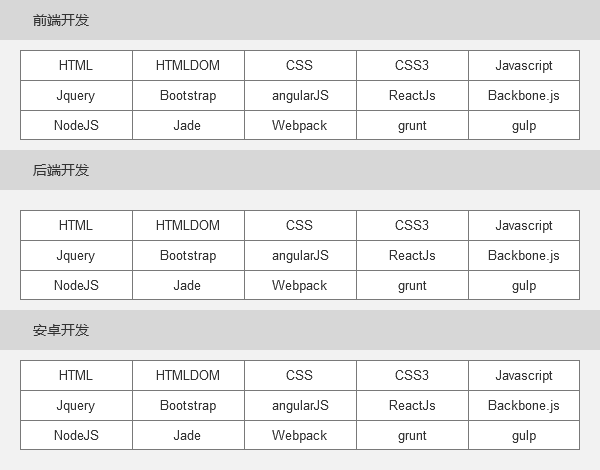 前端开发
HTML HTMLDOM CSS CSS3 Javascript
Jquery Bootstrap angularJS ReactJs Backbone.js
NodeJS Jade Webpack grunt gulp
后端开发
HTML HTMLDOM CSS CSS3 Javascript
Jquery Bootstrap angularJS ReactJs Backbone.js
NodeJS Jade Webpack grunt gulp
安卓开发
HTML HTMLDOM CSS CSS3 Javascript
Jquery Bootstrap angularJS ReactJs Backbone.js
NodeJS Jade Webpack grunt gulp